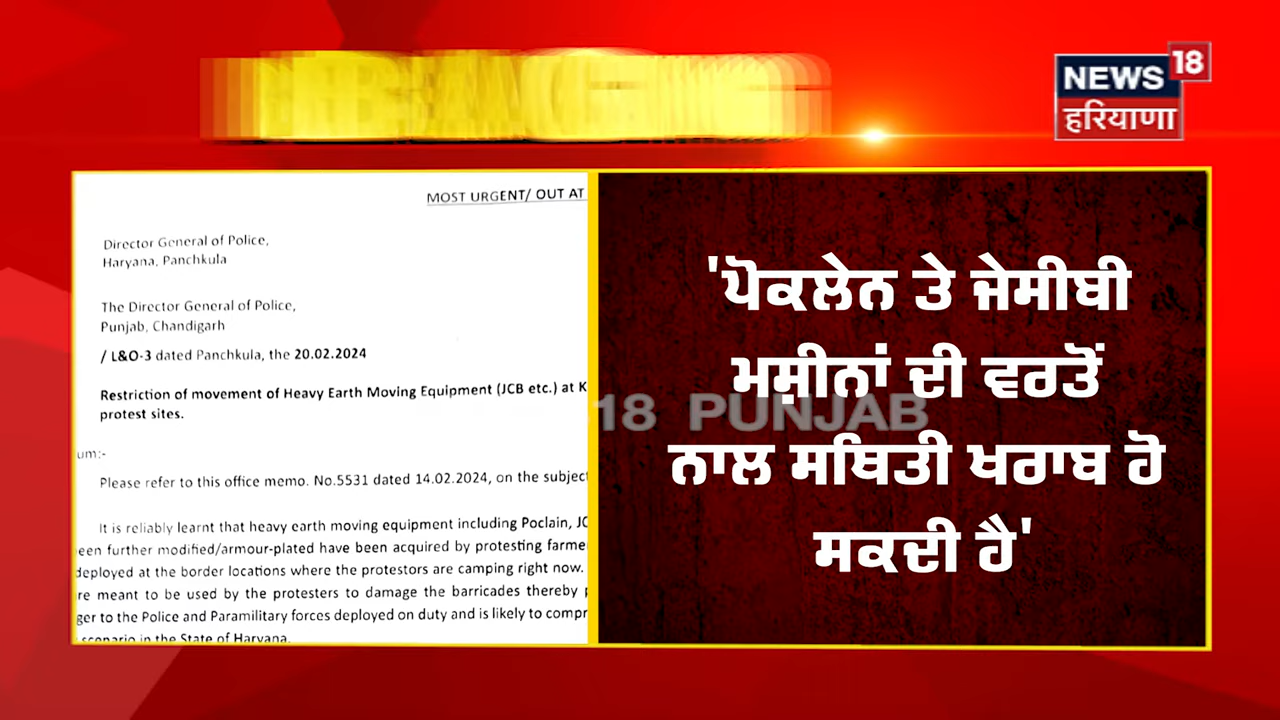 NEWS 18
हरियाणा
MOST URGENT/ OUT AT
Director General of Police,
Haryana, Panchkula
The Director General of Police,
Punjab, Chandigarh
/ L&O-3 dated Panchkula, the 20.02.2024
Restriction of movement of Heavy Earth Moving Equipment (JCB etc.) at K
protest sites.
um:-
Please refer to this office memo. No.5531 dated 14.02.2024, on the subject
It is reliably learnt that heavy earth moving equipment including Poclain, JC
een further modified/armour-plated have been acquired by protesting farme
deployed at the border locations where the protestors are camping right now.
re meant to be used by the protesters to damage the barricades thereby p
ger to the Police and Paramilitary forces deployed on duty and is likely to compr
scenario in the State of Haryana.
'ਪੋਕਲੇਨ ਤੇ ਜੇਸੀਬੀ
ਮਸ਼ੀਨਾਂ ਦੀ ਵਰਤੋਂ
ਨਾਲ ਸਥਿਤੀ ਖਰਾਬ ਹੋ
ਸਕਦੀ ਹੈ'
18 PUNJAB